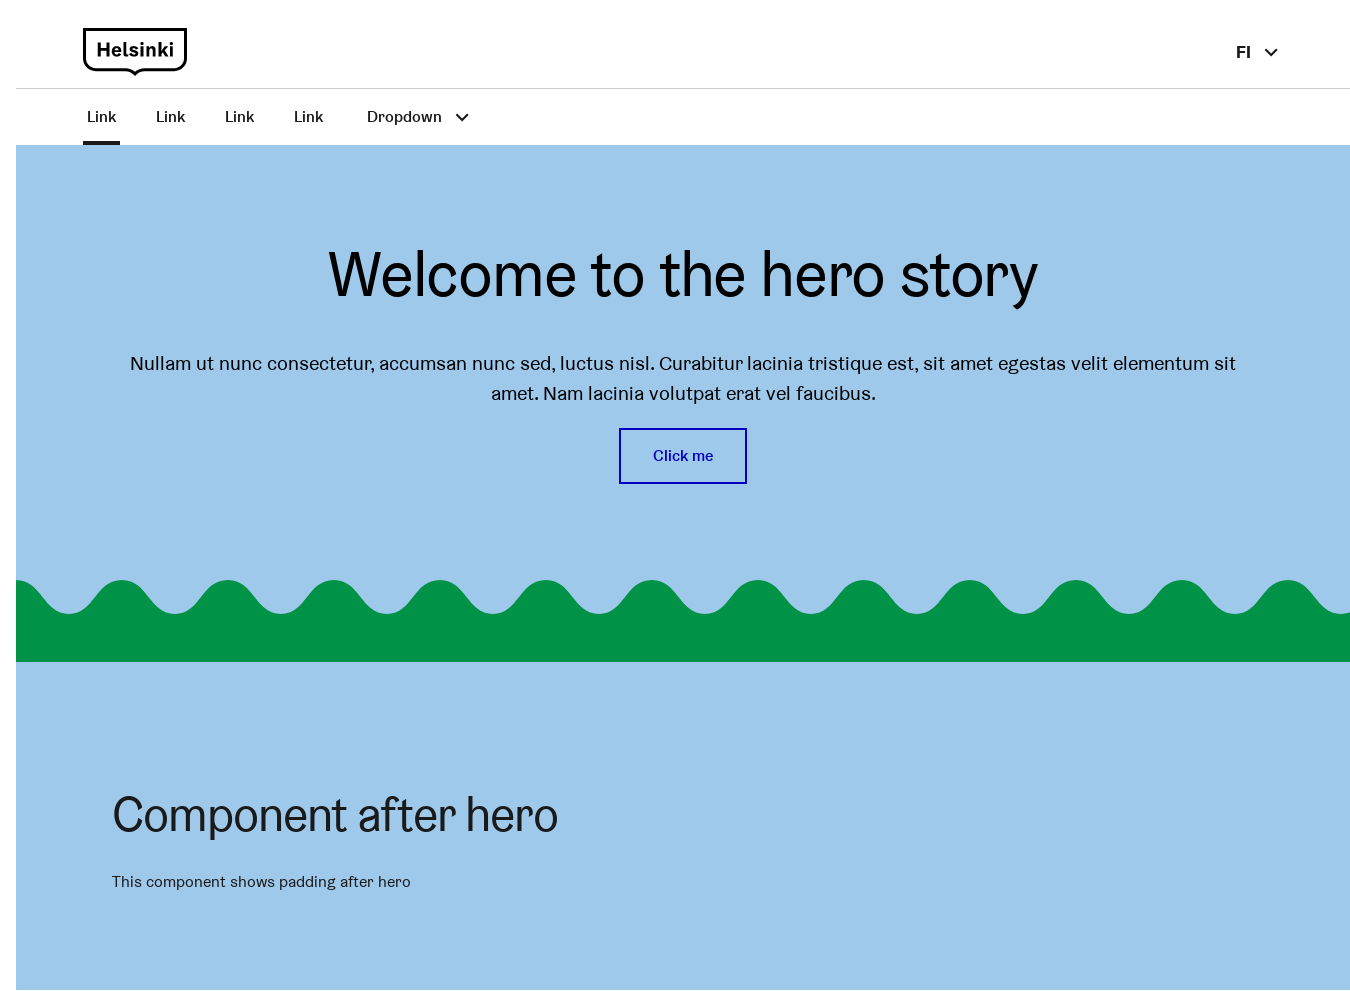 Helsinki
FI
Link Link Link Link Dropdown
Welcome to the hero story
Nullam ut nunc consectetur, accumsan nunc sed, luctus nisl. Curabitur lacinia tristique est, sit amet egestas velit elementum sit
amet. Nam lacinia volutpat erat vel faucibus.
Click me
Component after hero
This component shows padding after hero